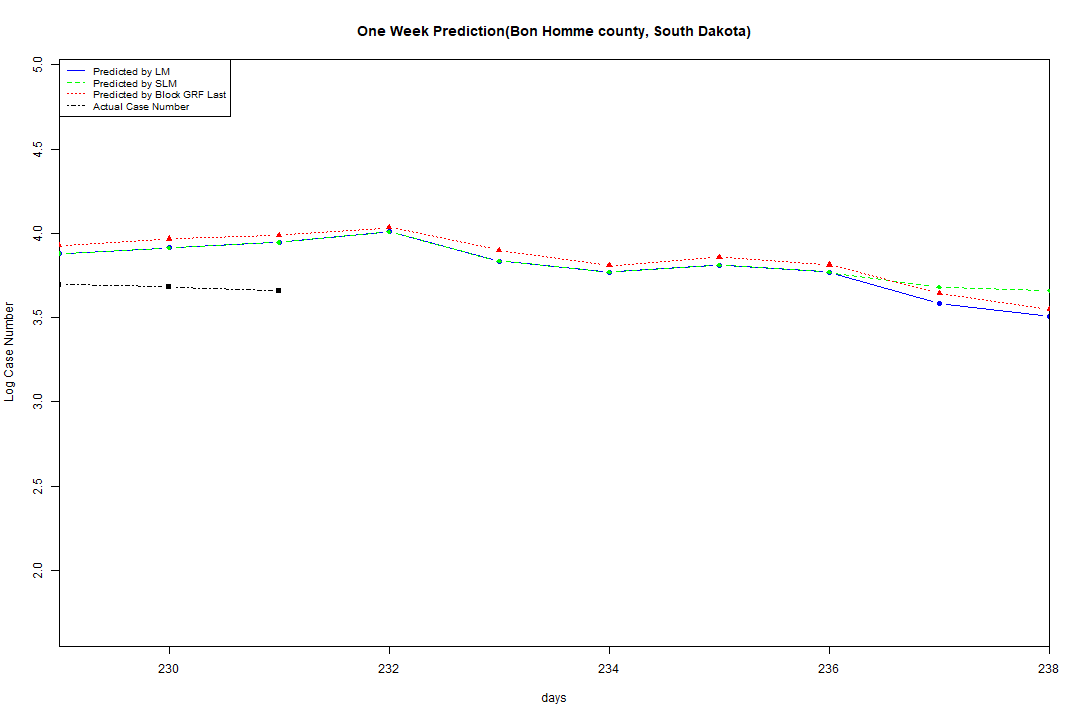 One Week Prediction(Bon Homme county, South Dakota)
Predicted by LM
Predicted by SLM
Predicted by Block GRF Last
Actual Case Number
5.0
4.5
4.0
3.5
3.0
2.5
2.0
Log Case Number
230 232 234 236 238
days